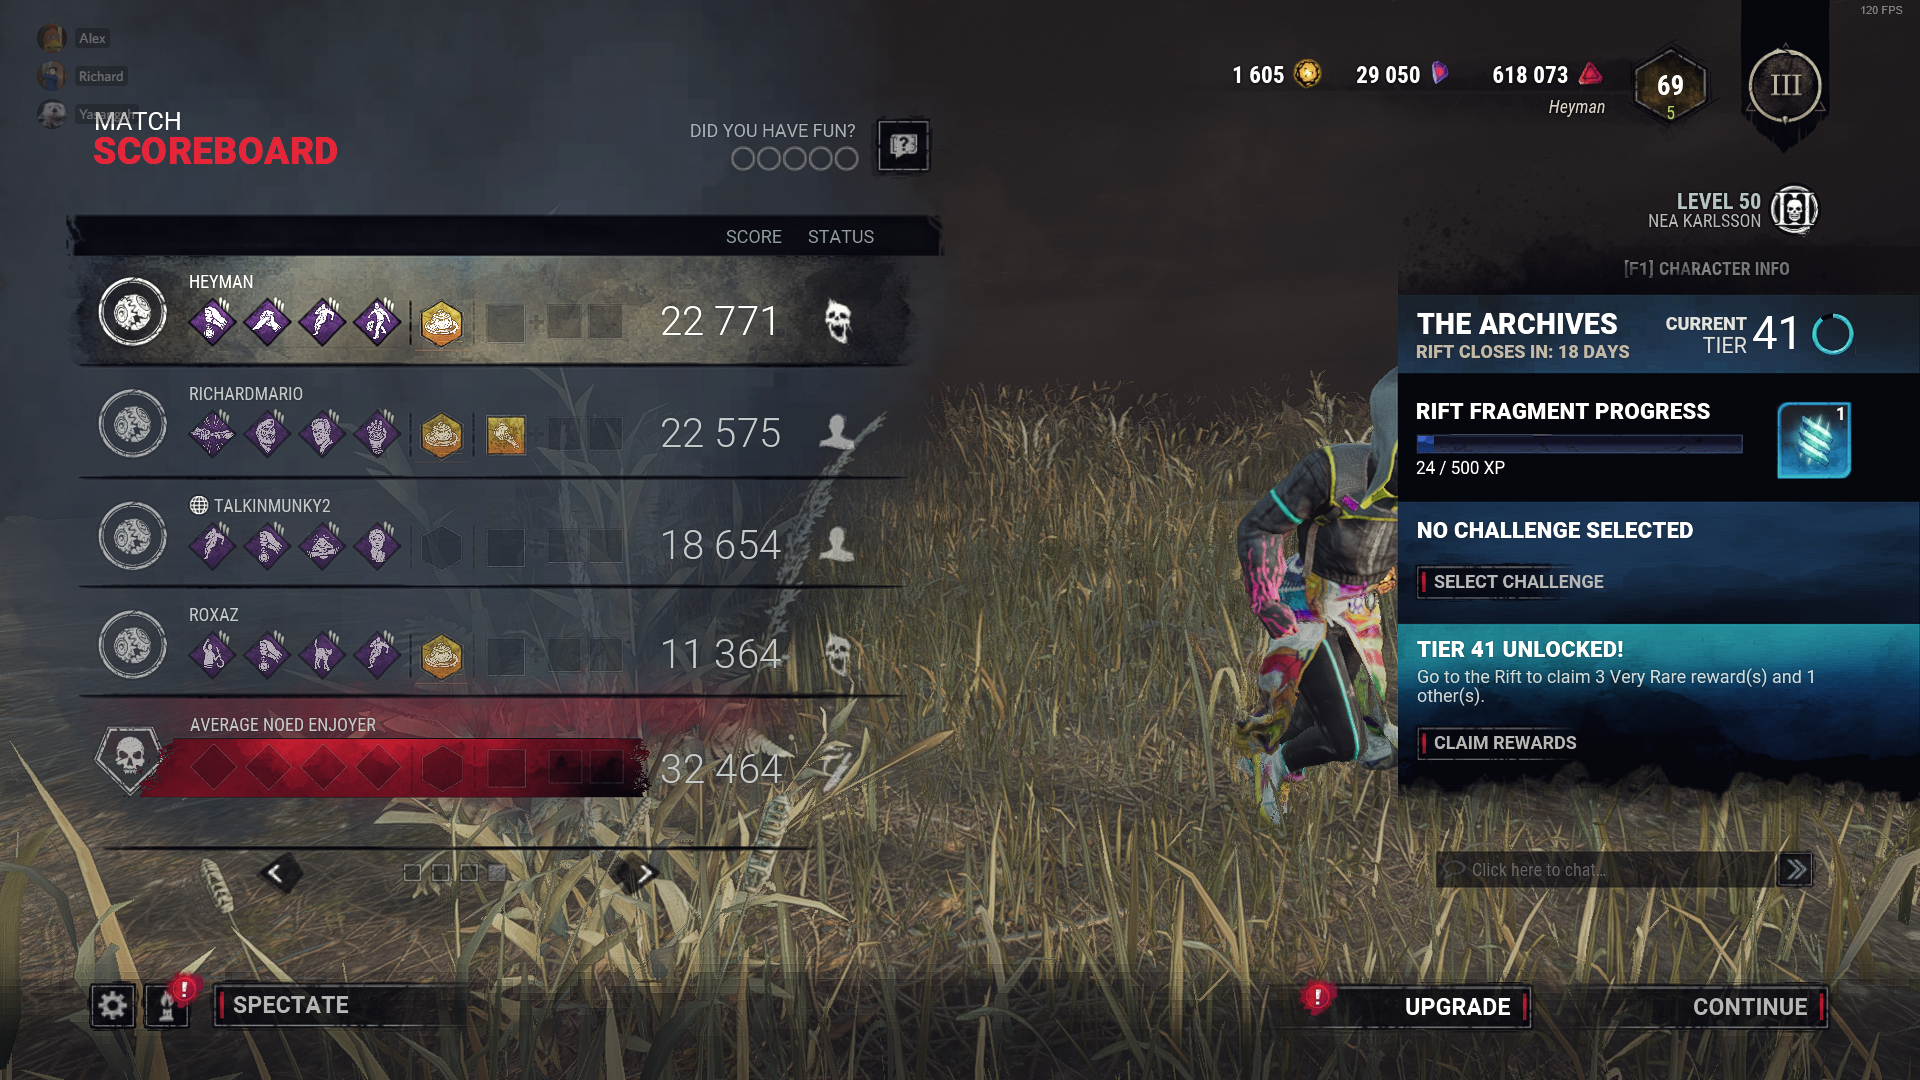 120 FPS
Alex
Richard
1 605
29 050
618 073
Heyman
69
5
III
MATCH
SCOREBOARD
DID YOU HAVE FUN?
SCORE STATUS
HEYMAN
22 771
RICHARDMARIO
22 575
TALKINMUNKY2
18 654
ROXAZ
11 364
AVERAGE NOED ENJOYER
32 464
LEVEL 50
NEA KARLSSON
[F1] CHARACTER INFO
THE ARCHIVES
RIFT CLOSES IN: 18 DAYS
CURRENT
TIER 41
RIFT FRAGMENT PROGRESS
1
24 / 500 XP
NO CHALLENGE SELECTED
SELECT CHALLENGE
TIER 41 UNLOCKED!
Go to the Rift to claim 3 Very Rare reward(s) and 1
other(s).
CLAIM REWARDS
Click here to chat...
SPECTATE
UPGRADE
CONTINUE